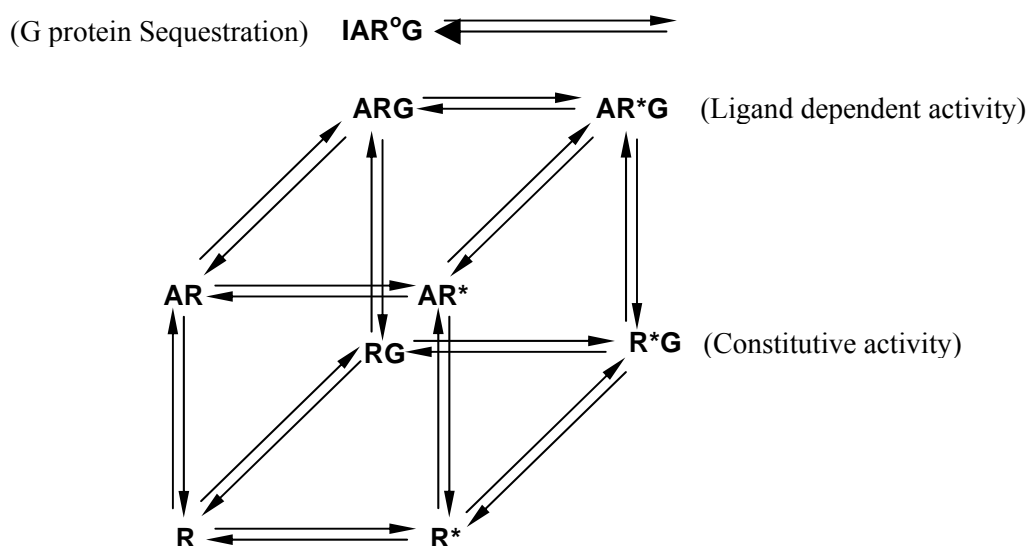 (G protein Sequestration) IAR°G
ARG AR*G (Ligand dependent activity)
AR AR*
RG R*G (Constitutive activity)
R R*